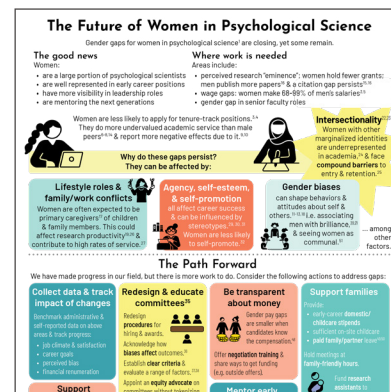 The Future of Women in Psychological Science
Gender gaps for women in psychological science¹ are closing, yet some remain.
The good news
Women:
• are a large portion of psychological scientists
• are well represented in early career positions
• have more visibility in leadership roles
• are mentoring the next generations
Where work is needed
Areas include:
• perceived research "eminence"; women hold fewer grants;
men publish more papers & a citation gap persists
• wage gaps: women make 68-99% of men's salaries
• gender gap in senior faculty roles
Women are less likely to apply for tenure-track positions.
They do more undervalued academic service than male
peers & report more negative effects due to it.
Intersectionality
Women with other
marginalized identities
are underrepresented
in academia, & face
compound barriers to
entry & retention.
Why do these gaps persist?
They can be affected by:
Lifestyle roles &
family/work conflicts
Women are often expected to be
primary caregivers of children
& family members. This could
affect research productivity &
contribute to high rates of service.
Agency, self-esteem,
& self-promotion
all affect career success
& can be influenced by
stereotypes.
Women are less likely
to self-promote.
Gender biases
can shape behaviors &
attitudes about self &
others, i.e. associating
men with brilliance,
& seeing women as
communal.
... among
other
factors.
The Path Forward
We have made progress in our field, but there is more work to do. Consider the following actions to address gaps:
Collect data & track
impact of changes
Benchmark administrative &
self-reported data on above
areas & track progress:
• job climate & satisfaction
• career goals
• perceived bias
• financial renumeration
Support
Redesign & educate
committees³⁵
Redesign
procedures for
hiring & awards.
Acknowledge how
biases affect outcomes.
Establish clear criteria &
evaluate a range of factors.
Appoint an equity advocate on
committees without tokenizing
Be transparent
about money
Gender pay gaps
are smaller when
candidates know
the compensation.
Offer negotiation training &
share ways to get funding
(e.g. outside offers).
Mentor early
Support families
Provide:
• early-career domestic/
childcare stipends
• sufficient on-site childcare
• paid family/partner leave
Hold meetings at
family-friendly hours.
Fund research
assistants to